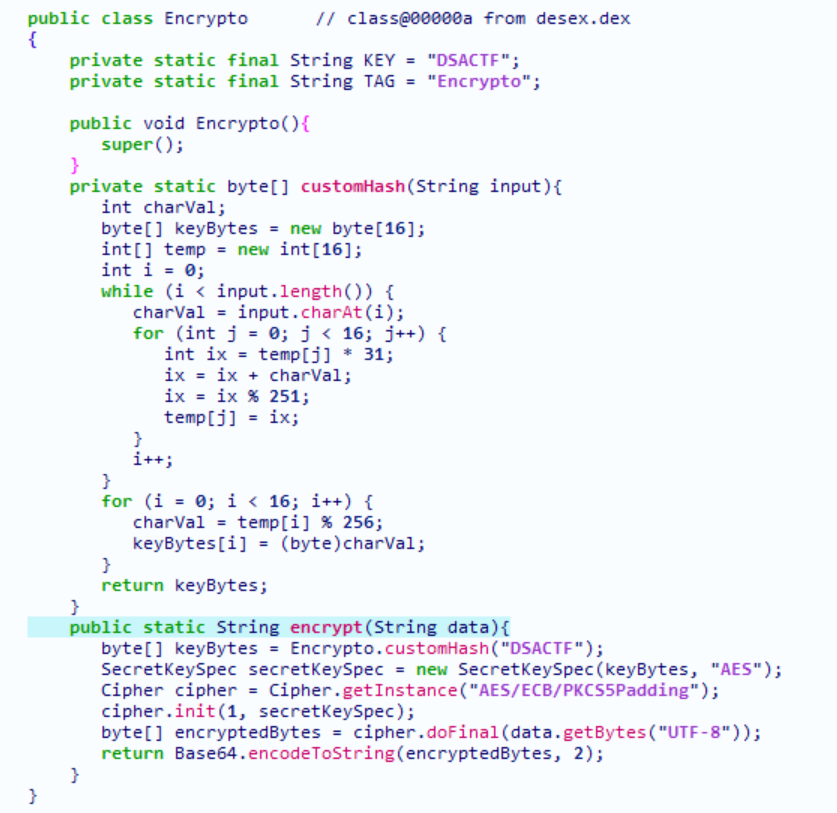 public class Encrypto // class@00000a from desex.dex
{
private static final String KEY = "DSACTF";
private static final String TAG = "Encrypto";
public void Encrypto(){
super();
}
private static byte[] customHash(String input){
int charVal;
byte[] keyBytes = new byte[16];
int[] temp = new int[16];
int i = 0;
while (i < input.length()) {
charVal = input.charAt(i);
for (int j = 0; j < 16; j++) {
int ix = temp[j] * 31;
ix = ix + charVal;
ix = ix % 251;
temp[j] = ix;
}
i++;
}
for (i = 0; i < 16; i++) {
charVal = temp[i] % 256;
keyBytes[i] = (byte)charVal;
}
return keyBytes;
}
public static String encrypt(String data){
byte[] keyBytes = Encrypto.customHash("DSACTF");
SecretKeySpec secretKeySpec = new SecretKeySpec(keyBytes, "AES");
Cipher cipher = Cipher.getInstance("AES/ECB/PKCS5Padding");
cipher.init(1, secretKeySpec);
byte[] encryptedBytes = cipher.doFinal(data.getBytes("UTF-8"));
return Base64.encodeToString(encryptedBytes, 2);
}
}